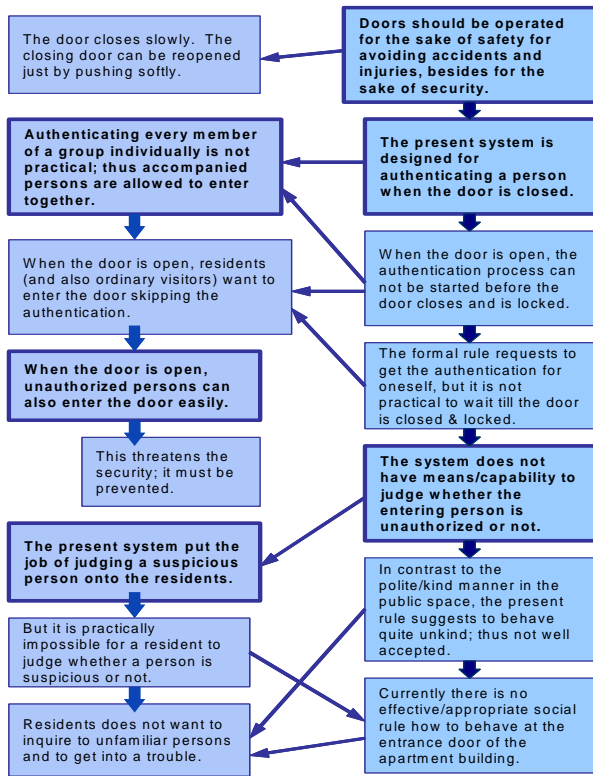 The door closes slowly.  The
closing door can be reopened
just by pushing softly.
Doors should be operated
for the sake of safety for
avoiding accidents and
injuries, besides for the
sake of security.
Authenticating every member
of a group individually is not
practical; thus accompanied
persons are allowed to enter
together.
The present system is
designed for
authenticating a person
when the door is closed.
When the door is open, residents
(and also ordinary visitors) want to
enter the door skipping the
authentication.
When the door is open, the
authentication process can
not be started before the
door closes and is locked.
When the door is open,
unauthorized persons can
also enter the door easily.
The formal rule requests to
get the authentication for
oneself, but it is not
practical to wait till the door
is closed & locked.
This threatens the
security; it must be
prevented.
The system does not
have means/capability to
judge whether the
entering person is
unauthorized or not.
The present system put the
job of judging a suspicious
person onto the residents.
In contrast to the
polite/kind manner in the
public space, the present
rule suggests to behave
quite unkind; thus not well
accepted.
But it is practically
impossible for a resident to
judge whether a person is
suspicious or not.
Currently there is no
effective/appropriate social
rule how to behave at the
entrance door of the
apartment building.
Residents does not want to
inquire to unfamiliar persons
and to get into a trouble.